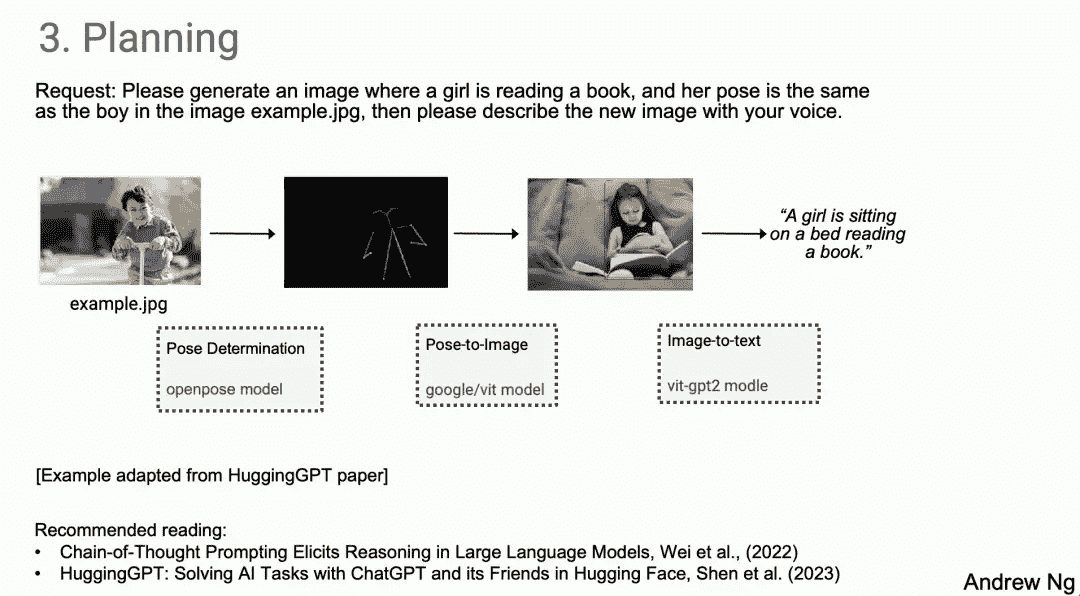 3. Planning
Request: Please generate an image where a girl is reading a book, and her pose is the same
as the boy in the image example.jpg, then please describe the new image with your voice.
“A girl is sitting
on a bed reading
a book.”
example.jpg
Pose Determination
openpose model
Pose-to-Image
google/vit model
Image-to-text
vit-gpt2 modle
[Example adapted from HuggingGPT paper]
Recommended reading:
• Chain-of-Thought Prompting Elicits Reasoning in Large Language Models, Wei et al., (2022)
• HuggingGPT: Solving AI Tasks with ChatGPT and its Friends in Hugging Face, Shen et al. (2023)
Andrew Ng